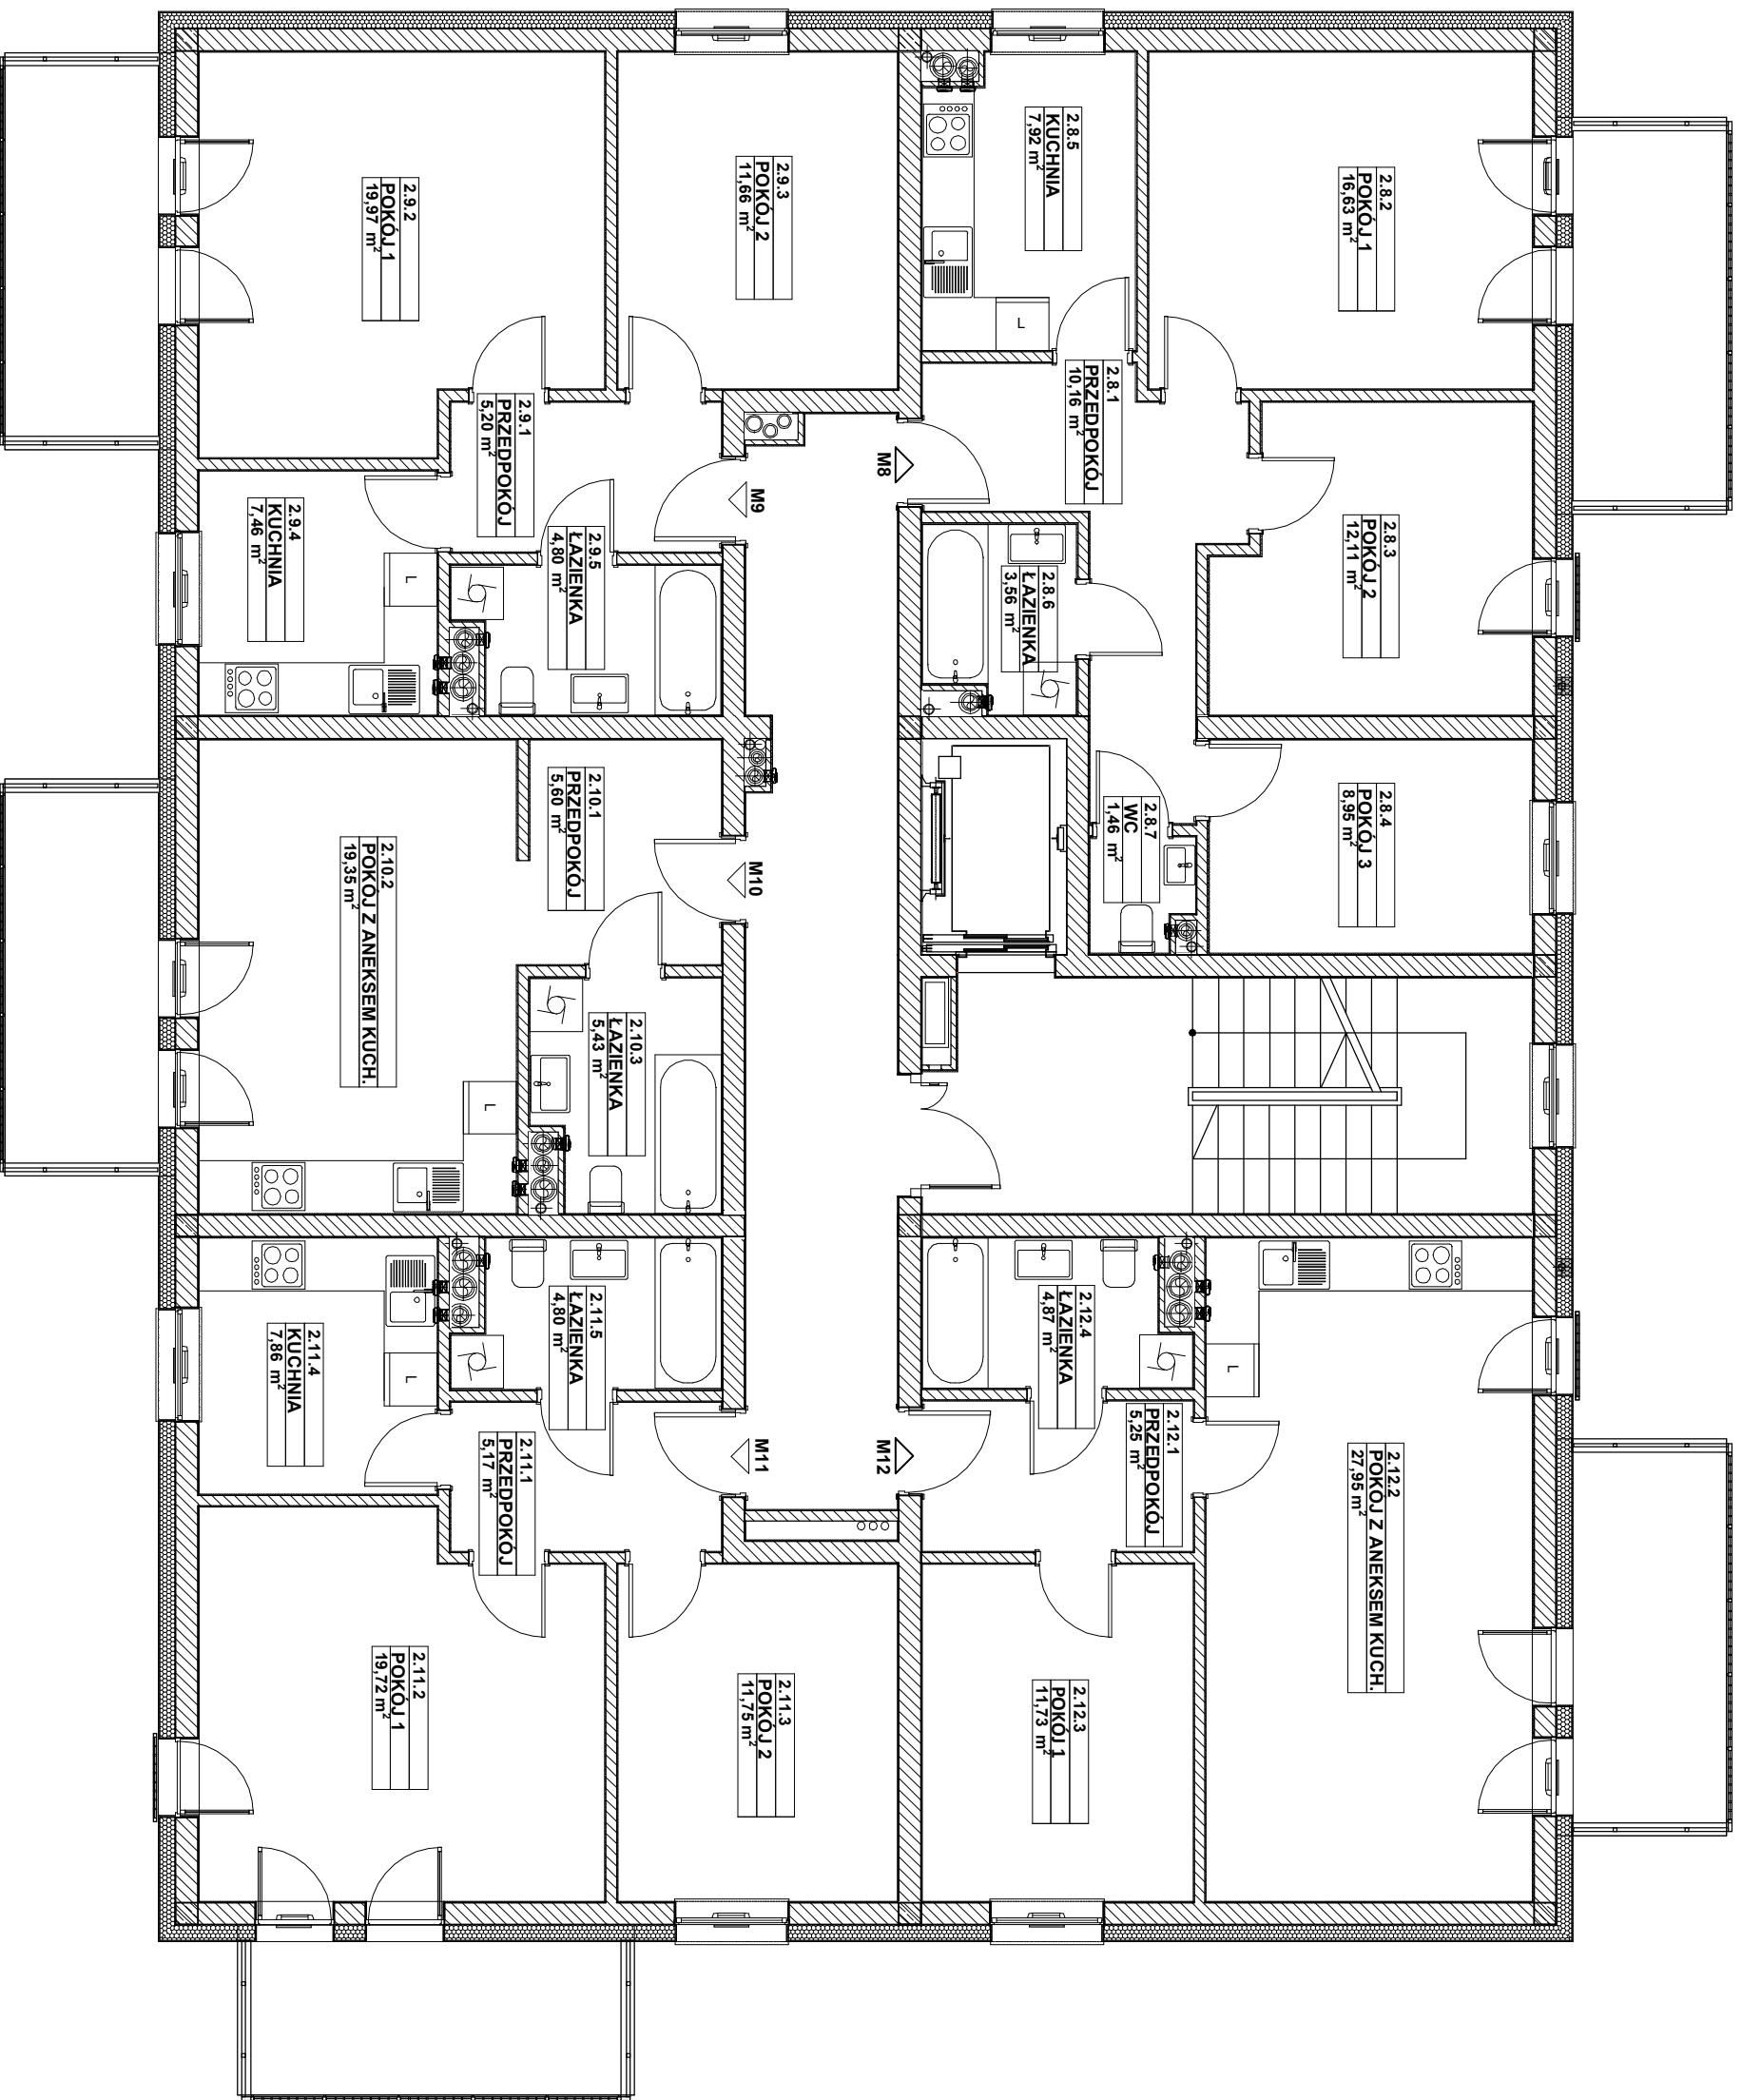 2.9.2
POKÓJ 1
19,97 m²
2.9.3
POKÓJ 2
11,66 m²
2.8.5
KUCHNIA
7,92 m²
2.8.2
POKÓJ 1
16,63 m²
L
2.9.1
PRZEDPOKÓJ
5,20 m²
2.8.1
PRZEDPOKÓJ
10,16 m²
M8
M9
2.9.4
KUCHNIA
7,46 m²
L
2.9.5
ŁAZIENKA
4,80 m²
2.8.6
ŁAZIENKA
3,56 m²
2.8.3
POKÓJ 2
12,11 m²
2.10.1
PRZEDPOKÓJ
5,60 m²
M10
2.8.7
WC
1,46 m²
2.8.4
POKÓJ 3
8,95 m²
2.10.2
POKÓJ Z ANEKSEM KUCH.
19,35 m²
2.10.3
ŁAZIENKA
5,43 m²
L
2.11.4
KUCHNIA
7,86 m²
L
2.11.5
ŁAZIENKA
4,80 m²
2.12.4
ŁAZIENKA
4,87 m²
L
2.11.1
PRZEDPOKÓJ
5,17 m²
M11
M12
2.12.1
PRZEDPOKÓJ
5,25 m²
2.12.2
POKÓJ Z ANEKSEM KUCH.
27,95 m²
2.11.2
POKÓJ 1
19,72 m²
2.11.3
POKÓJ 2
11,75 m²
2.12.3
POKÓJ 1
11,73 m²